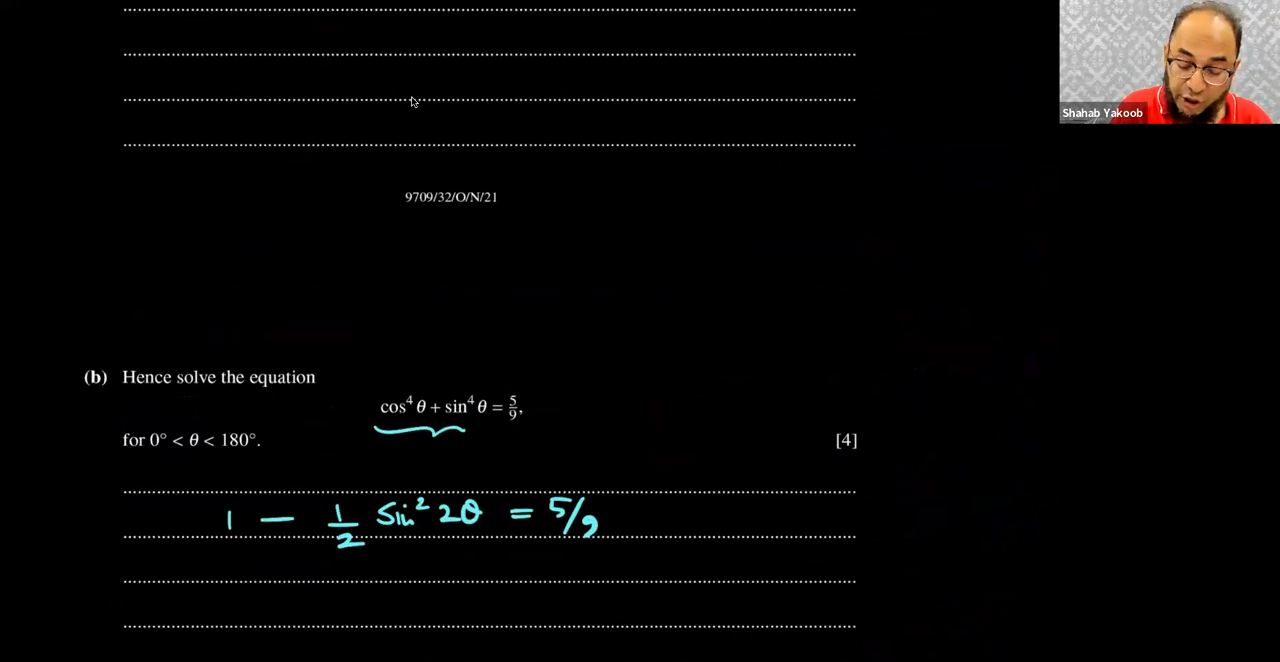 Shahab Yakoob
9709/32/O/N/21
(b) Hence solve the equation
cos⁴ θ + sin⁴ θ = 5/9,
for 0° < θ < 180°. [4]
1 − 1/2 Sin² 2θ = 5/9